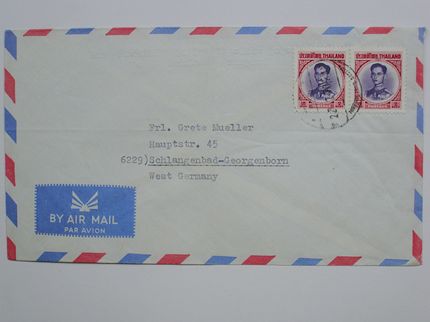 ประเทศไทย THAILAND ประเทศไทย THAILAND
Frl. Grete Mueller
Hauptstr. 45
6229)Schlangenbad-Georgenborn
West Germany
BY AIR MAIL
PAR AVION